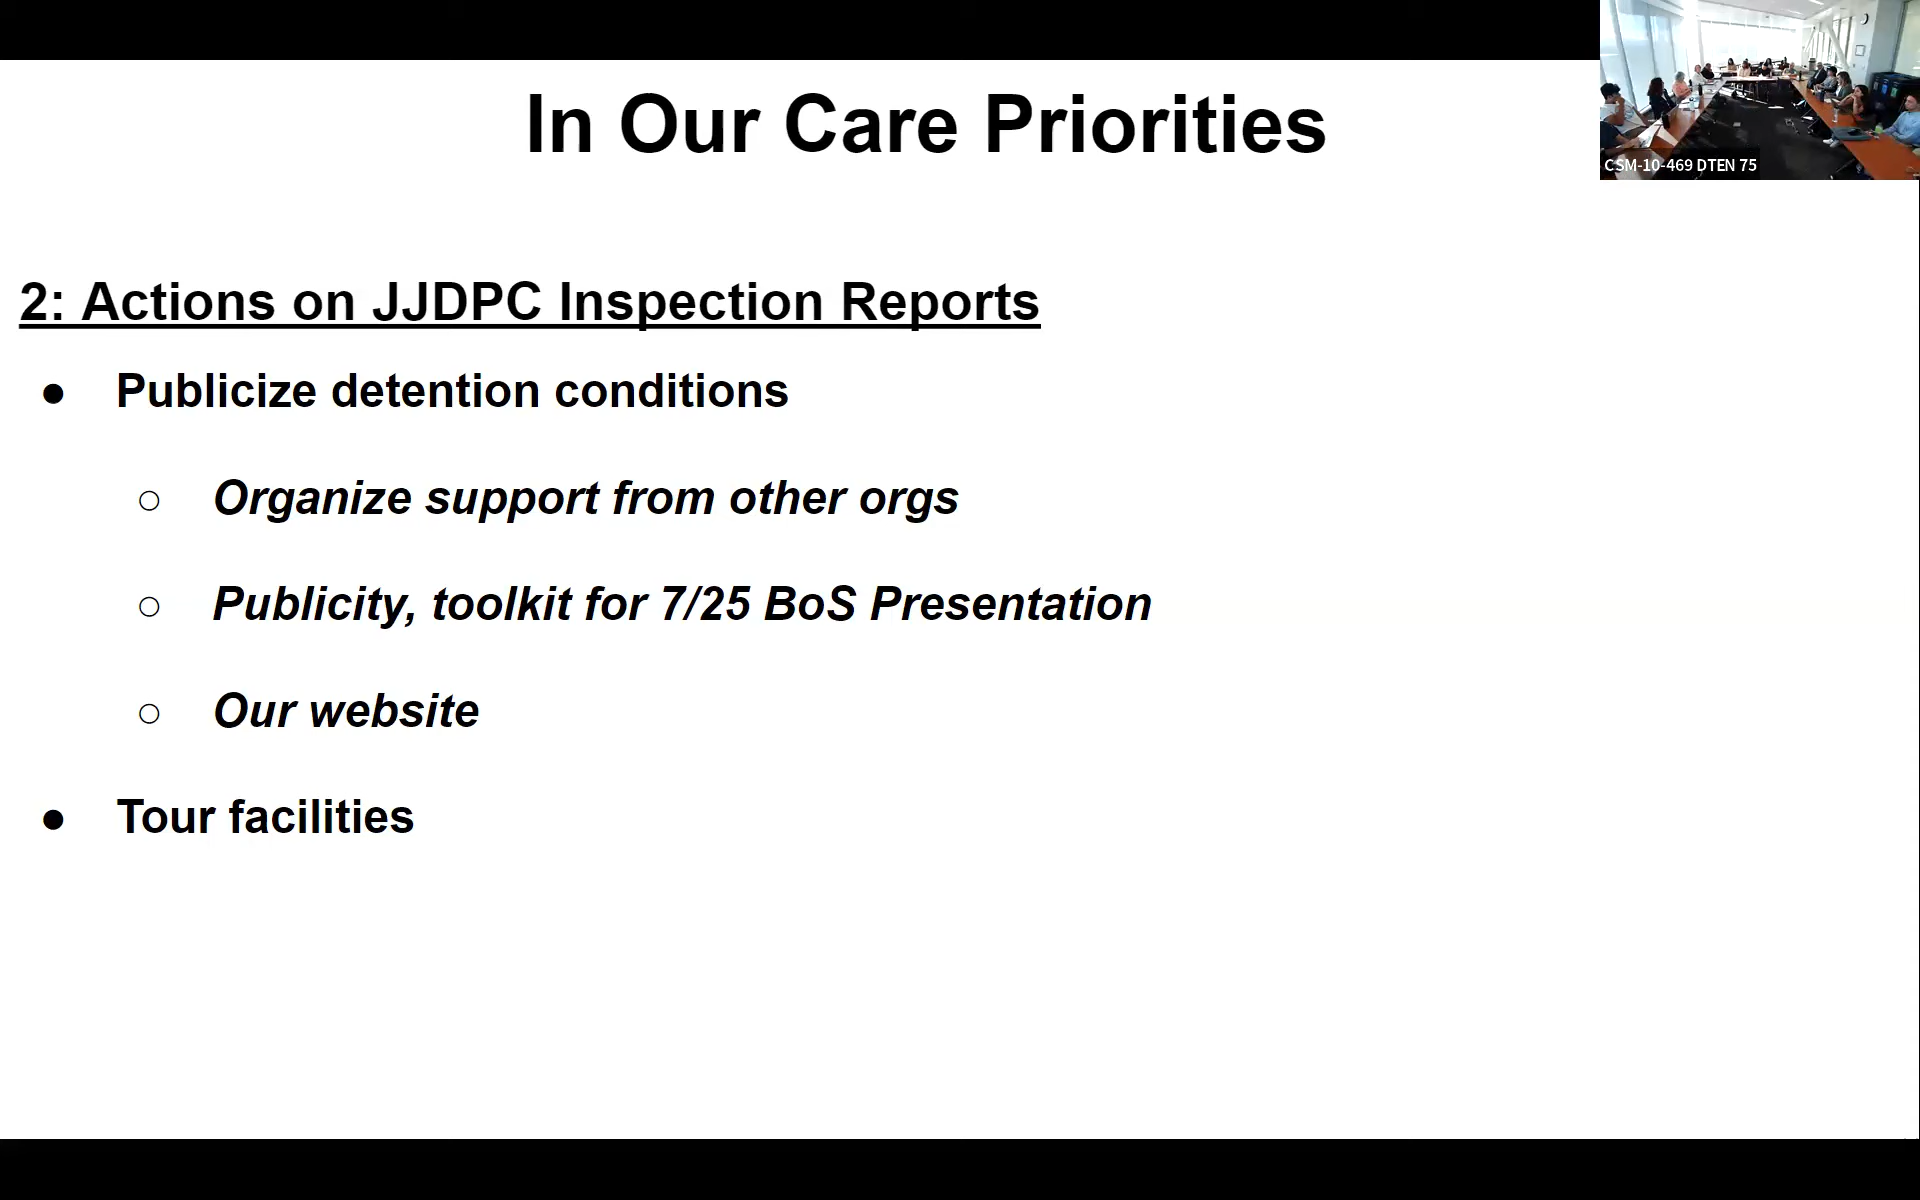 In Our Care Priorities
CSM-10-469 DTEN 75
2: Actions on JJDPC Inspection Reports
● Publicize detention conditions
○ Organize support from other orgs
○ Publicity, toolkit for 7/25 BoS Presentation
○ Our website
● Tour facilities